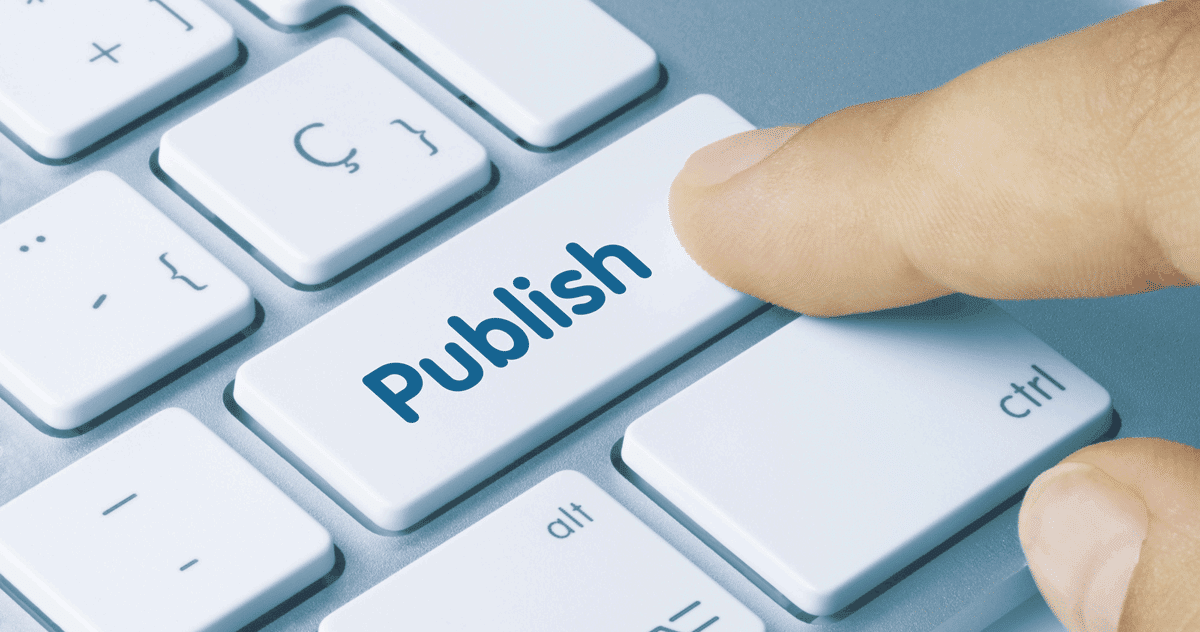 + ]
Ç }
¨ {
´
Publish
ctrl
_
-
alt